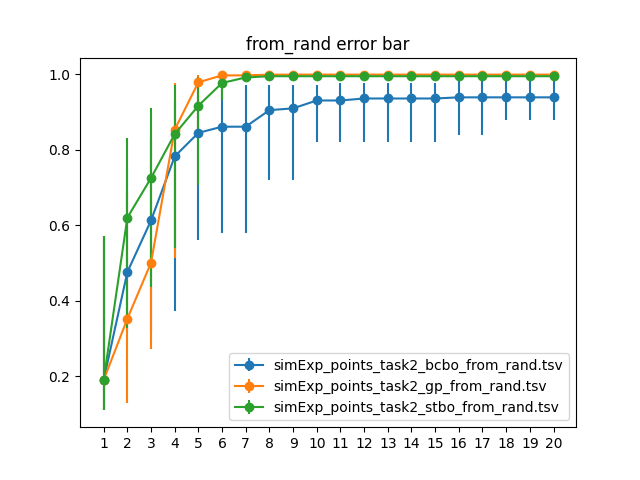 from_rand error bar
1.0
0.8
0.6
0.4
0.2
simExp_points_task2_bcbo_from_rand.tsv
simExp_points_task2_gp_from_rand.tsv
simExp_points_task2_stbo_from_rand.tsv
1 2 3 4 5 6 7 8 9 10 11 12 13 14 15 16 17 18 19 20